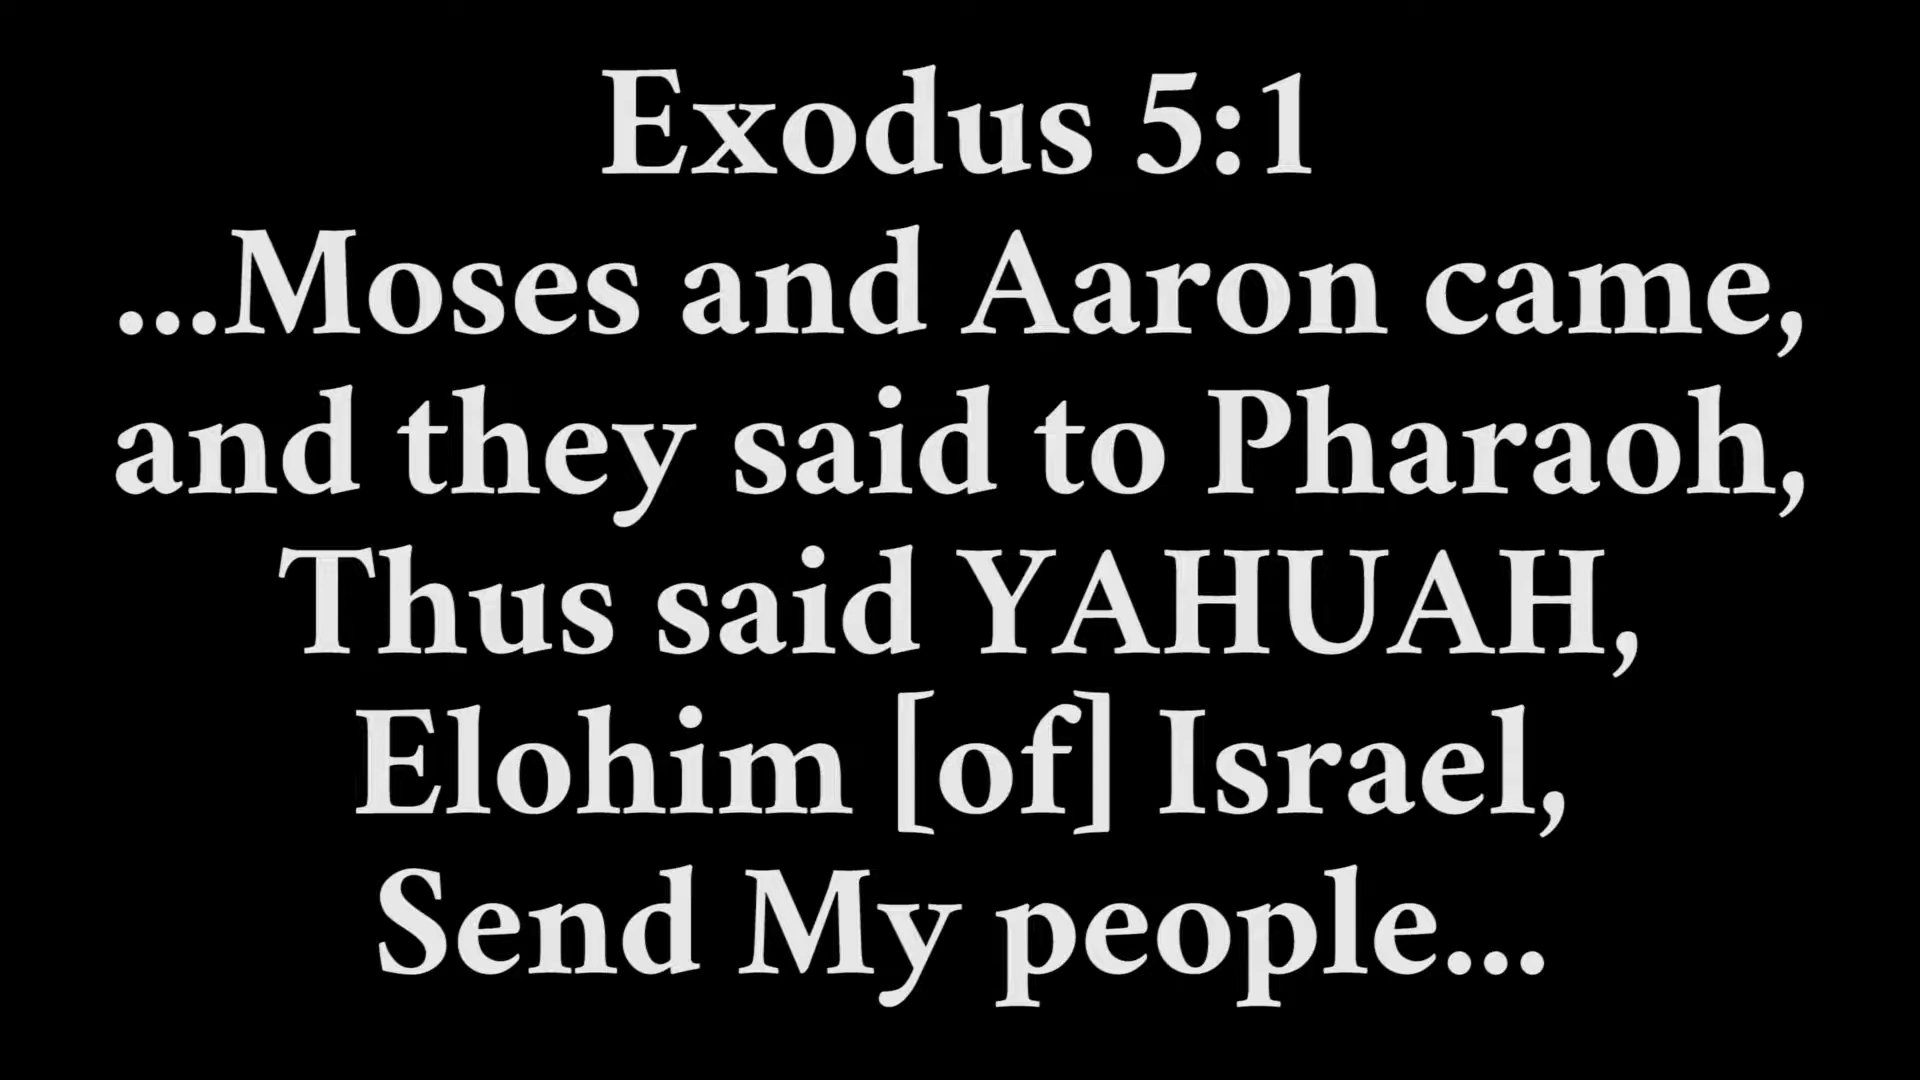 Exodus 5:1
...Moses and Aaron came,
and they said to Pharaoh,
Thus said YAHUAH,
Elohim [of] Israel,
Send My people...